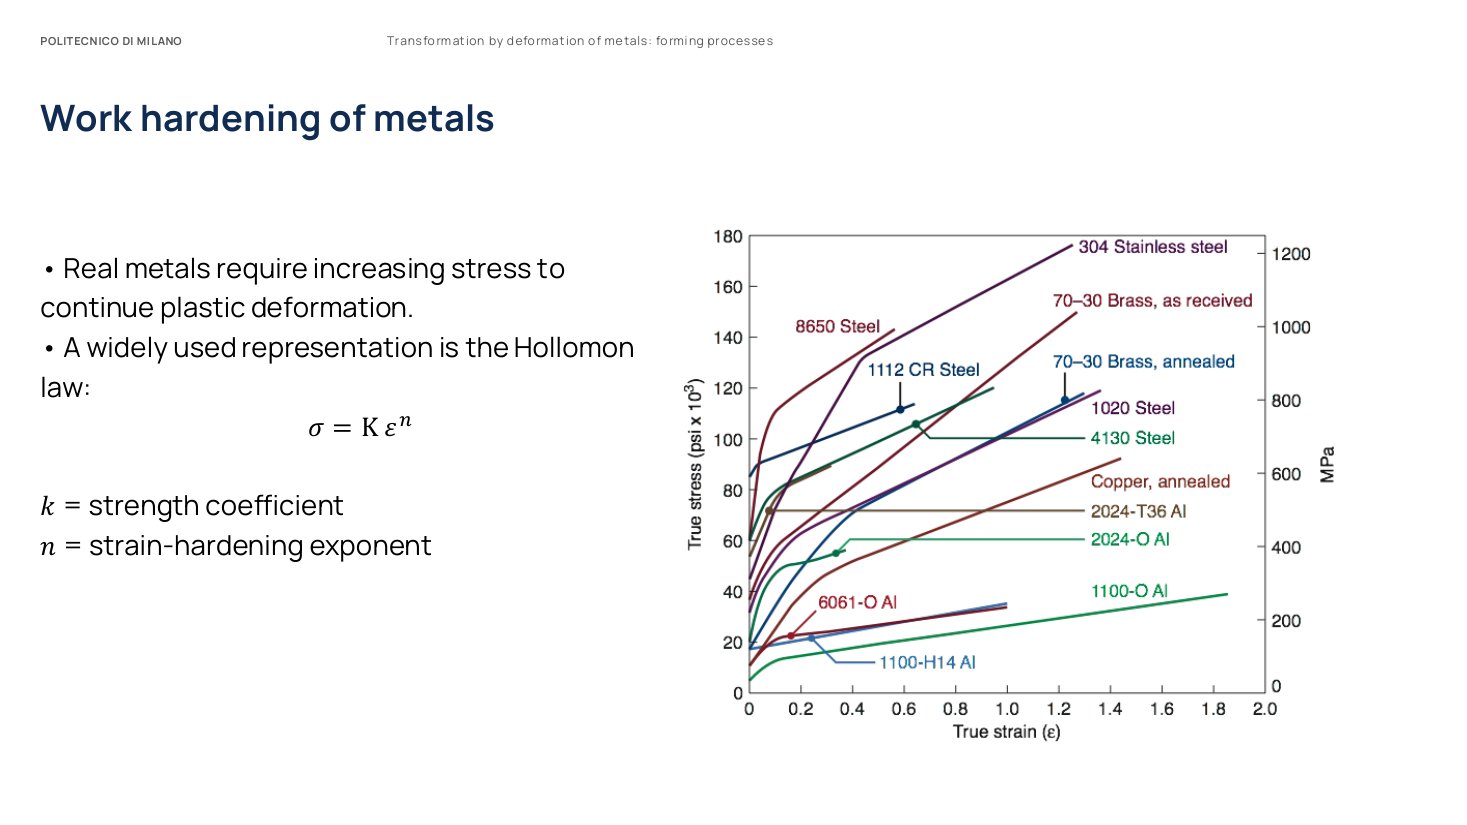 POLITECNICO DI MILANO
Transformation by deformation of metals: forming processes
Work hardening of metals
• Real metals require increasing stress to
continue plastic deformation.
• A widely used representation is the Hollomon
law:
σ = K εⁿ
k = strength coefficient
n = strain-hardening exponent
180
160
140
120
100
80
60
40
20
0
True stress (psi x 10³)
304 Stainless steel
70–30 Brass, as received
8650 Steel
1112 CR Steel
70–30 Brass, annealed
1020 Steel
4130 Steel
Copper, annealed
2024-T36 Al
2024-O Al
1100-O Al
6061-O Al
1100-H14 Al
1200
1000
800
600
400
200
0
MPa
0 0.2 0.4 0.6 0.8 1.0 1.2 1.4 1.6 1.8 2.0
True strain (ε)